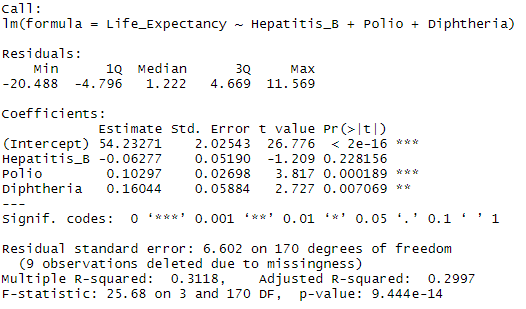 Call:
lm(formula = Life_Expectancy ~ Hepatitis_B + Polio + Diphtheria)
Residuals:
    Min      1Q  Median      3Q     Max
-20.488  -4.796   1.222   4.669  11.569
Coefficients:
            Estimate Std. Error t value Pr(>|t|)
(Intercept) 54.23271    2.02543  26.776  < 2e-16 ***
Hepatitis_B -0.06277    0.05190  -1.209 0.228156
Polio        0.10297    0.02698   3.817 0.000189 ***
Diphtheria   0.16044    0.05884   2.727 0.007069 **
---
Signif. codes:  0 ‘***’ 0.001 ‘**’ 0.01 ‘*’ 0.05 ‘.’ 0.1 ‘ ’ 1
Residual standard error: 6.602 on 170 degrees of freedom
  (9 observations deleted due to missingness)
Multiple R-squared:  0.3118,    Adjusted R-squared:  0.2997
F-statistic: 25.68 on 3 and 170 DF,  p-value: 9.444e-14